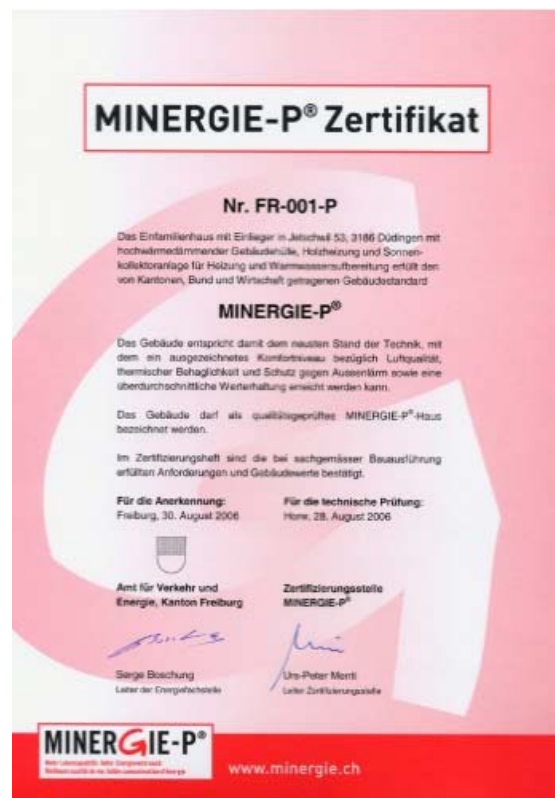 MINERGIE-P® Zertifikat
Nr. FR-001-P
Das Einfamilienhaus mit Einlieger in Jetschwil 53, 3186 Düdingen mit
hochwärmedämmender Gebäudehülle, Holzheizung und Sonnen-
kollektoranlage für Heizung und Warmwasseraufbereitung erfüllt den
von Kantonen, Bund und Wirtschaft getragenen Gebäudestandard
MINERGIE-P®
Das Gebäude entspricht damit dem neusten Stand der Technik, mit
dem ein ausgezeichnetes Komfortniveau bezüglich Luftqualität,
thermischer Behaglichkeit und Schutz gegen Aussenlärm sowie eine
überdurchschnittliche Werterhaltung erreicht werden kann.
Das Gebäude darf als qualitätsgeprüftes MINERGIE-P®-Haus
bezeichnet werden.
Im Zertifizierungsheft sind die bei sachgemässer Bauausführung
erfüllten Anforderungen und Gebäudewerte bestätigt.
Für die Anerkennung: Für die technische Prüfung:
Freiburg, 30. August 2006 Horw, 28. August 2006
Amt für Verkehr und Zertifizierungsstelle
Energie, Kanton Freiburg MINERGIE-P®
Serge Boschung Urs-Peter Menti
Leiter der Energiefachstelle Leiter Zertifizierungsstelle
MINERGIE-P®
www.minergie.ch